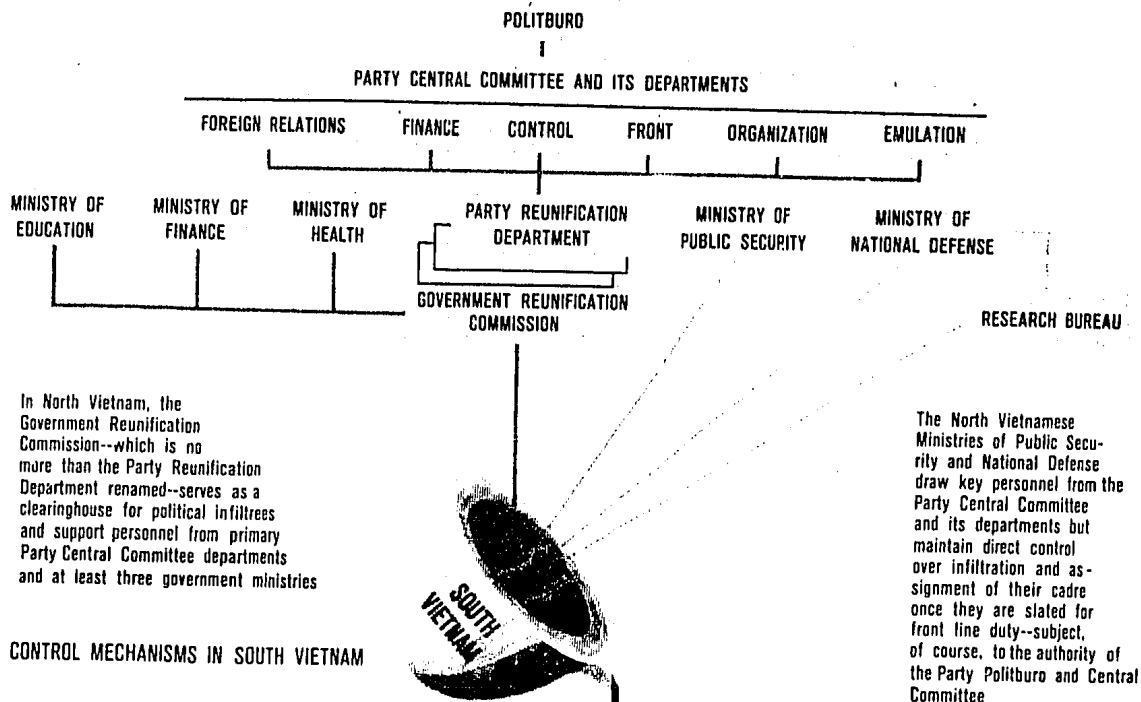 POLITBURO
PARTY CENTRAL COMMITTEE AND ITS DEPARTMENTS
FOREIGN RELATIONS FINANCE CONTROL FRONT ORGANIZATION EMULATION
MINISTRY OF
EDUCATION
MINISTRY OF
FINANCE
MINISTRY OF
HEALTH
PARTY REUNIFICATION
DEPARTMENT
MINISTRY OF
PUBLIC SECURITY
MINISTRY OF
NATIONAL DEFENSE
GOVERNMENT REUNIFICATION
COMMISSION
RESEARCH BUREAU
In North Vietnam, the
Government Reunification
Commission--which is no
more than the Party Reunification
Department renamed--serves as a
clearinghouse for political infiltrees
and support personnel from primary
Party Central Committee departments
and at least three government ministries
The North Vietnamese
Ministries of Public Secu-
rity and National Defense
draw key personnel from the
Party Central Committee
and its departments but
maintain direct control
over infiltration and as-
signment of their cadre
once they are slated for
front line duty--subject,
of course, to the authority of
the Party Politburo and Central
Committee
SOUTH
VIETNAM
CONTROL MECHANISMS IN SOUTH VIETNAM